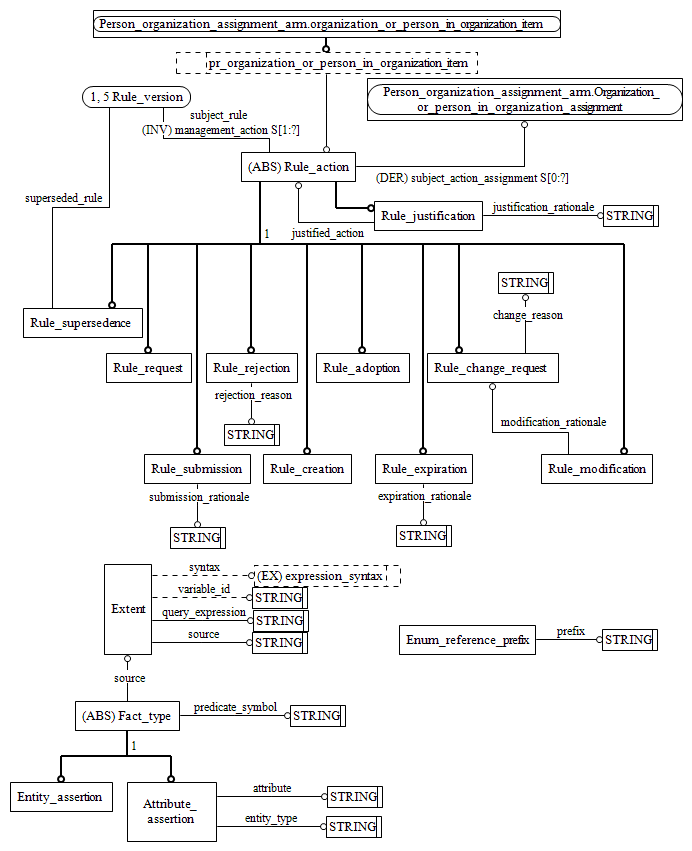 Person_organization_assignment_arm.organization_or_person_in_organization_item
pr_organization_or_person_in_organization_item
1, 5 Rule_version
Person_organization_assignment_arm.Organization_
or_person_in_organization_assignment
subject_rule
(INV) management_action S[1:?]
(ABS) Rule_action
(DER) subject_action_assignment S[0:?]
superseded_rule
Rule_justification
justification_rationale
STRING
1
justified_action
STRING
change_reason
Rule_supersedence
Rule_request
Rule_rejection
Rule_adoption
Rule_change_request
rejection_reason
STRING
modification_rationale
Rule_submission
Rule_creation
Rule_expiration
Rule_modification
submission_rationale
expiration_rationale
STRING
STRING
Extent
syntax
(EX) expression_syntax
variable_id
STRING
query_expression
STRING
source
STRING
Enum_reference_prefix
prefix
STRING
source
(ABS) Fact_type
predicate_symbol
STRING
1
Entity_assertion
Attribute_
assertion
attribute
STRING
entity_type
STRING